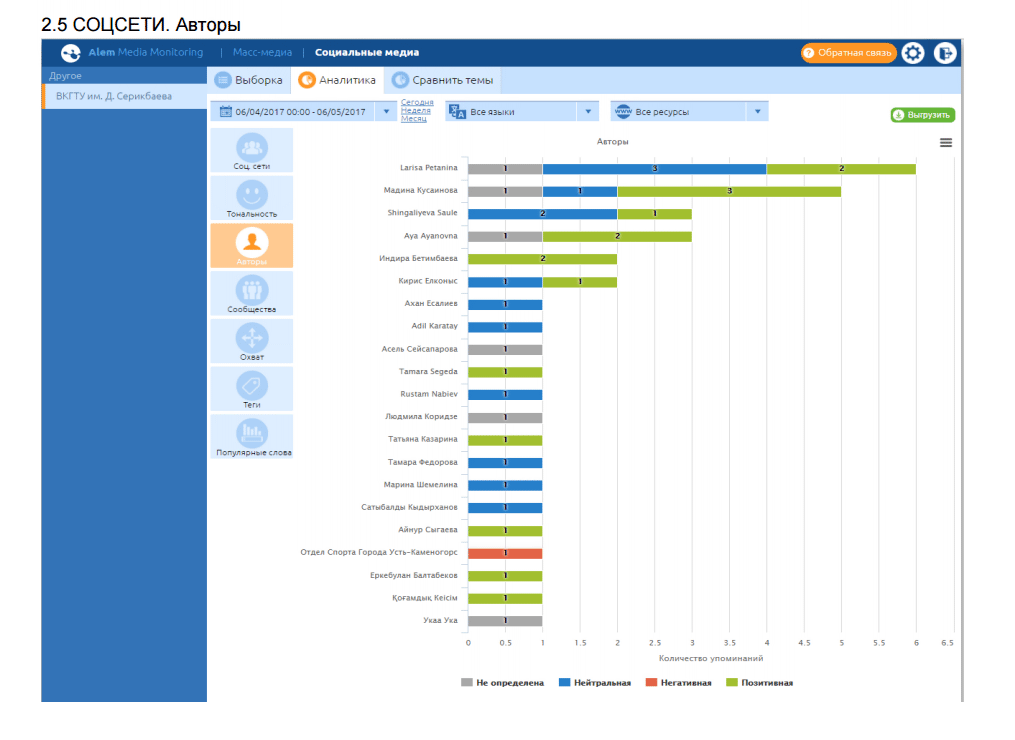 2.5 СОЦСЕТИ. Авторы
Alem Media Monitoring | Масс-медиа | Социальные медиа
Обратная связь
Другое
ВКГТУ им. Д. Серикбаева
Выборка
Аналитика
Сравнить темы
06/04/2017 00:00 - 06/05/2017
Сегодня
Неделя
Месяц
Все языки
www Все ресурсы
Выгрузить
Соц. сети
Тональность
Авторы
Сообщества
Охват
Теги
Популярные слова
Авторы
Larisa Petanina 1 3 2
Мадина Кусаинова 1 1 3
Shingaliyeva Saule 2 1
Aya Ayanovna 1 2
Индира Бетимбаева 2
Кирис Елконыс 1 1
Ахан Есалиев 1
Adil Karatay 1
Асель Сейсапарова 1
Tamara Segeda 1
Rustam Nabiev 1
Людмила Коридзе 1
Татьяна Казарина 1
Тамара Федорова 1
Марина Шемелина 1
Сатыбалды Кыдырханов 1
Айнур Сыгаева 1
Отдел Спорта Города Усть-Каменогорс 1
Еркебулан Балтабеков 1
Қоғамдық Келісім 1
Укаа Ука 1
0 0.5 1 1.5 2 2.5 3 3.5 4 4.5 5 5.5 6 6.5
Количество упоминаний
Не определена Нейтральная Негативная Позитивная